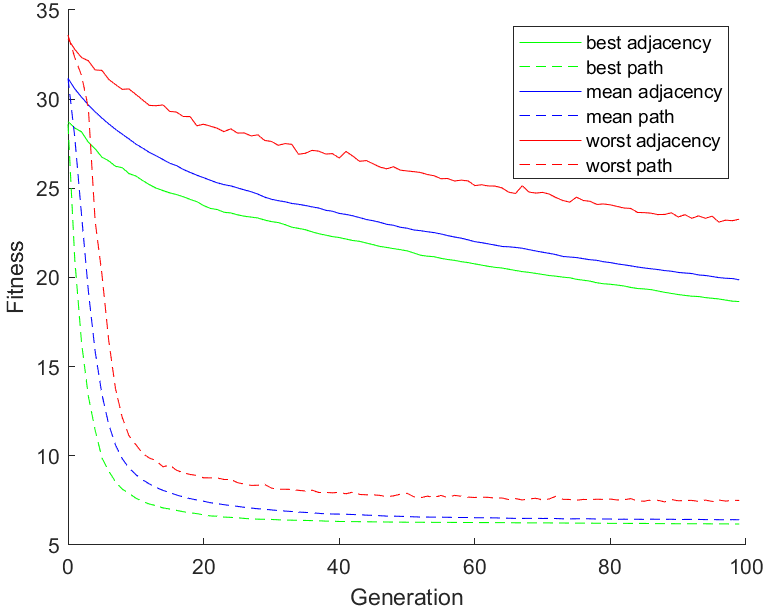 35
30
25
20
15
10
5
Fitness
0
20
40
60
80
100
Generation
best adjacency
best path
mean adjacency
mean path
worst adjacency
worst path